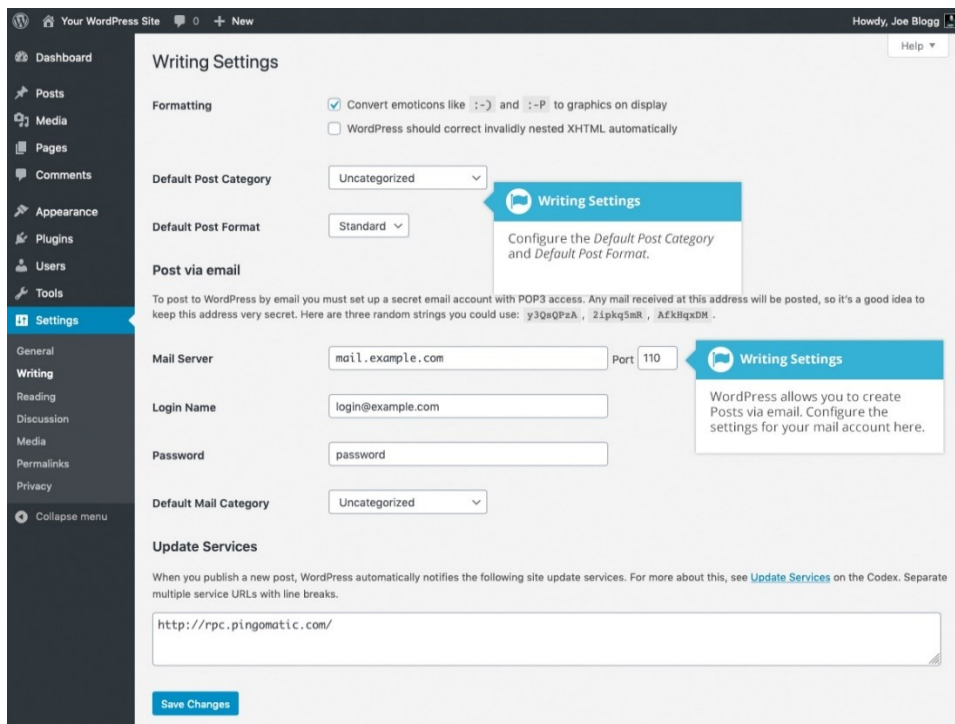 Your WordPress Site 0 + New Howdy, Joe Blogg
Help
Dashboard
Posts
Media
Pages
Comments
Appearance
Plugins
Users
Tools
Settings
General
Writing
Reading
Discussion
Media
Permalinks
Privacy
Collapse menu
Writing Settings
Formatting
Convert emoticons like :-) and :-P to graphics on display
WordPress should correct invalidly nested XHTML automatically
Default Post Category Uncategorized
Default Post Format Standard
Writing Settings
Configure the Default Post Category
and Default Post Format.
Post via email
To post to WordPress by email you must set up a secret email account with POP3 access. Any mail received at this address will be posted, so it's a good idea to
keep this address very secret. Here are three random strings you could use: y3QsQPzA , 2ipkq5mR , AfkHqxDM .
Mail Server mail.example.com Port 110
Writing Settings
WordPress allows you to create
Posts via email. Configure the
settings for your mail account here.
Login Name login@example.com
Password password
Default Mail Category Uncategorized
Update Services
When you publish a new post, WordPress automatically notifies the following site update services. For more about this, see Update Services on the Codex. Separate
multiple service URLs with line breaks.
http://rpc.pingomatic.com/
Save Changes